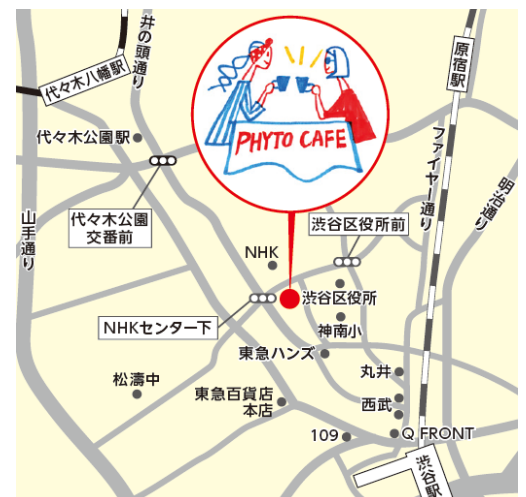 井の頭通り
代々木八幡駅
原宿駅
代々木公園駅
PHYTO CAFE
ファイヤー通り
明治通り
山手通り
代々木公園
交番前
渋谷区役所前
NHK
渋谷区役所
NHKセンター下
神南小
東急ハンズ
丸井
松濤中
東急百貨店
本店
西武
109
Q FRONT
渋谷駅